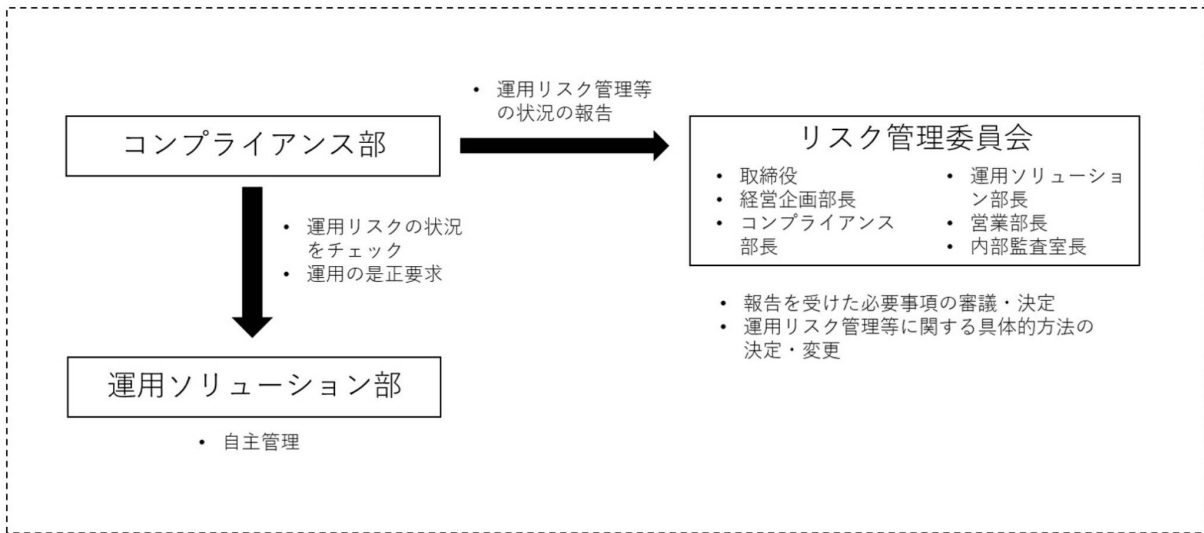 • 運用リスク管理等
の状況の報告
コンプライアンス部
リスク管理委員会
• 取締役
• 経営企画部長
• コンプライアンス
部長
• 運用ソリューショ
ン部長
• 営業部長
• 内部監査室長
• 運用リスクの状況
をチェック
• 運用の是正要求
• 報告を受けた必要事項の審議・決定
• 運用リスク管理等に関する具体的方法の
決定・変更
運用ソリューション部
• 自主管理